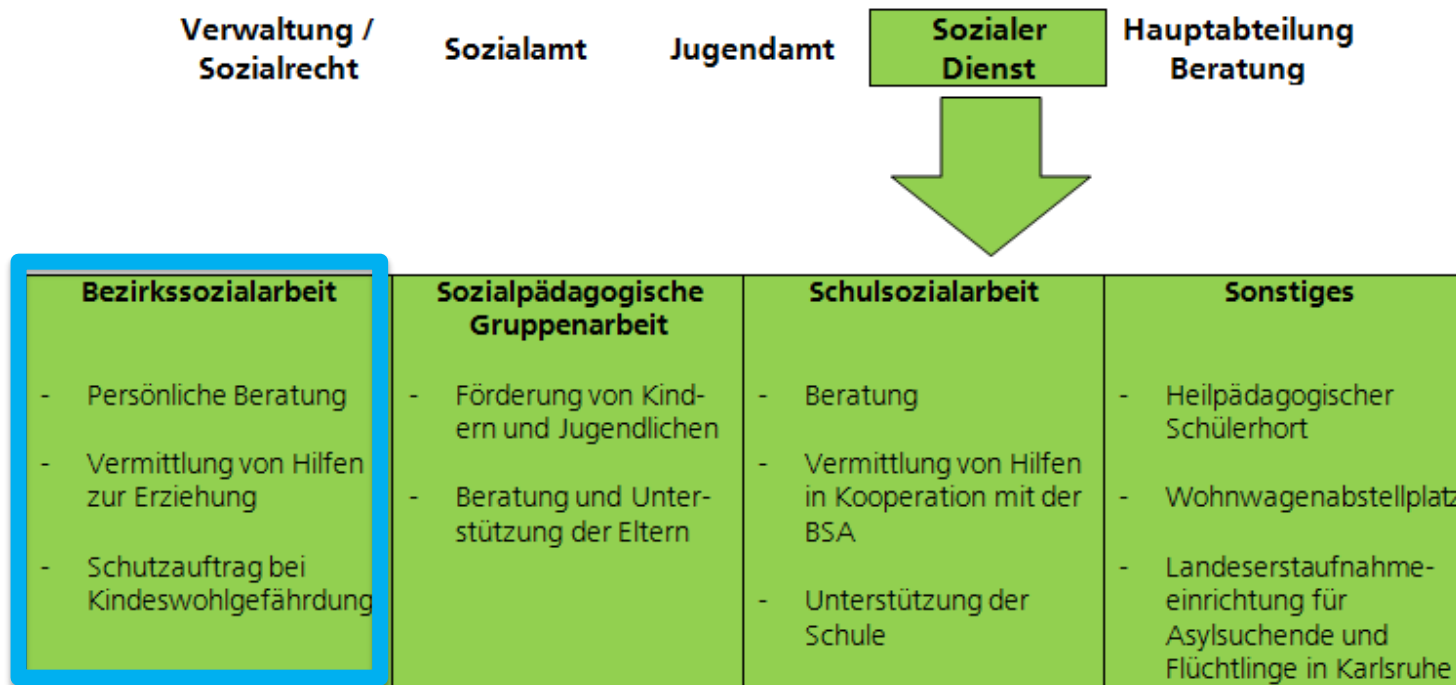 Verwaltung /
Sozialrecht
Sozialamt
Jugendamt
Sozialer
Dienst
Hauptabteilung
Beratung
Bezirkssozialarbeit
- Persönliche Beratung
- Vermittlung von Hilfen
zur Erziehung
- Schutzauftrag bei
Kindeswohlgefährdung
Sozialpädagogische
Gruppenarbeit
- Förderung von Kind-
ern und Jugendlichen
- Beratung und Unter-
stützung der Eltern
Schulsozialarbeit
- Beratung
- Vermittlung von Hilfen
in Kooperation mit der
BSA
- Unterstützung der
Schule
Sonstiges
- Heilpädagogischer
Schülerhort
- Wohnwagenabstellplatz
- Landeserstaufnahme-
einrichtung für
Asylsuchende und
Flüchtlinge in Karlsruhe